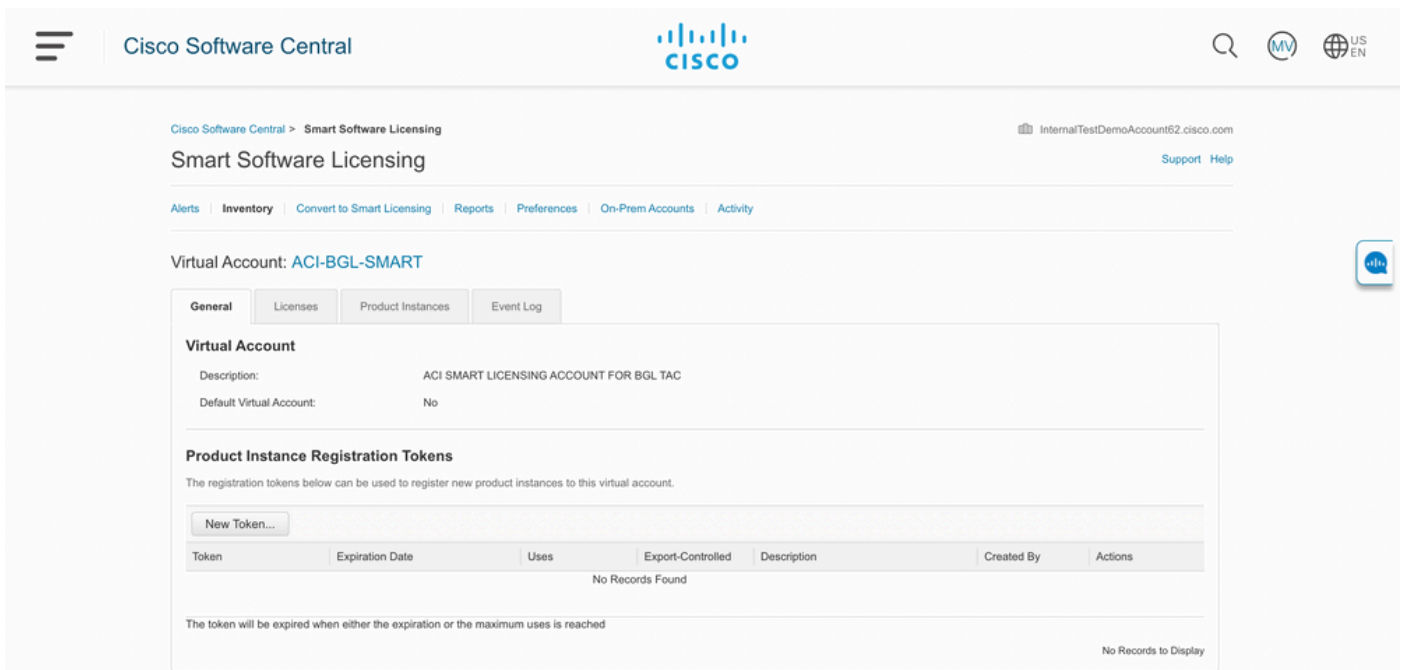 Cisco Software Central
CISCO
MV
US
EN
Cisco Software Central > Smart Software Licensing
InternalTestDemoAccount62.cisco.com
Smart Software Licensing
Support Help
Alerts | Inventory | Convert to Smart Licensing | Reports | Preferences | On-Prem Accounts | Activity
Virtual Account: ACI-BGL-SMART
General Licenses Product Instances Event Log
Virtual Account
Description: ACI SMART LICENSING ACCOUNT FOR BGL TAC
Default Virtual Account: No
Product Instance Registration Tokens
The registration tokens below can be used to register new product instances to this virtual account.
New Token...
Token Expiration Date Uses Export-Controlled Description Created By Actions
No Records Found
The token will be expired when either the expiration or the maximum uses is reached
No Records to Display